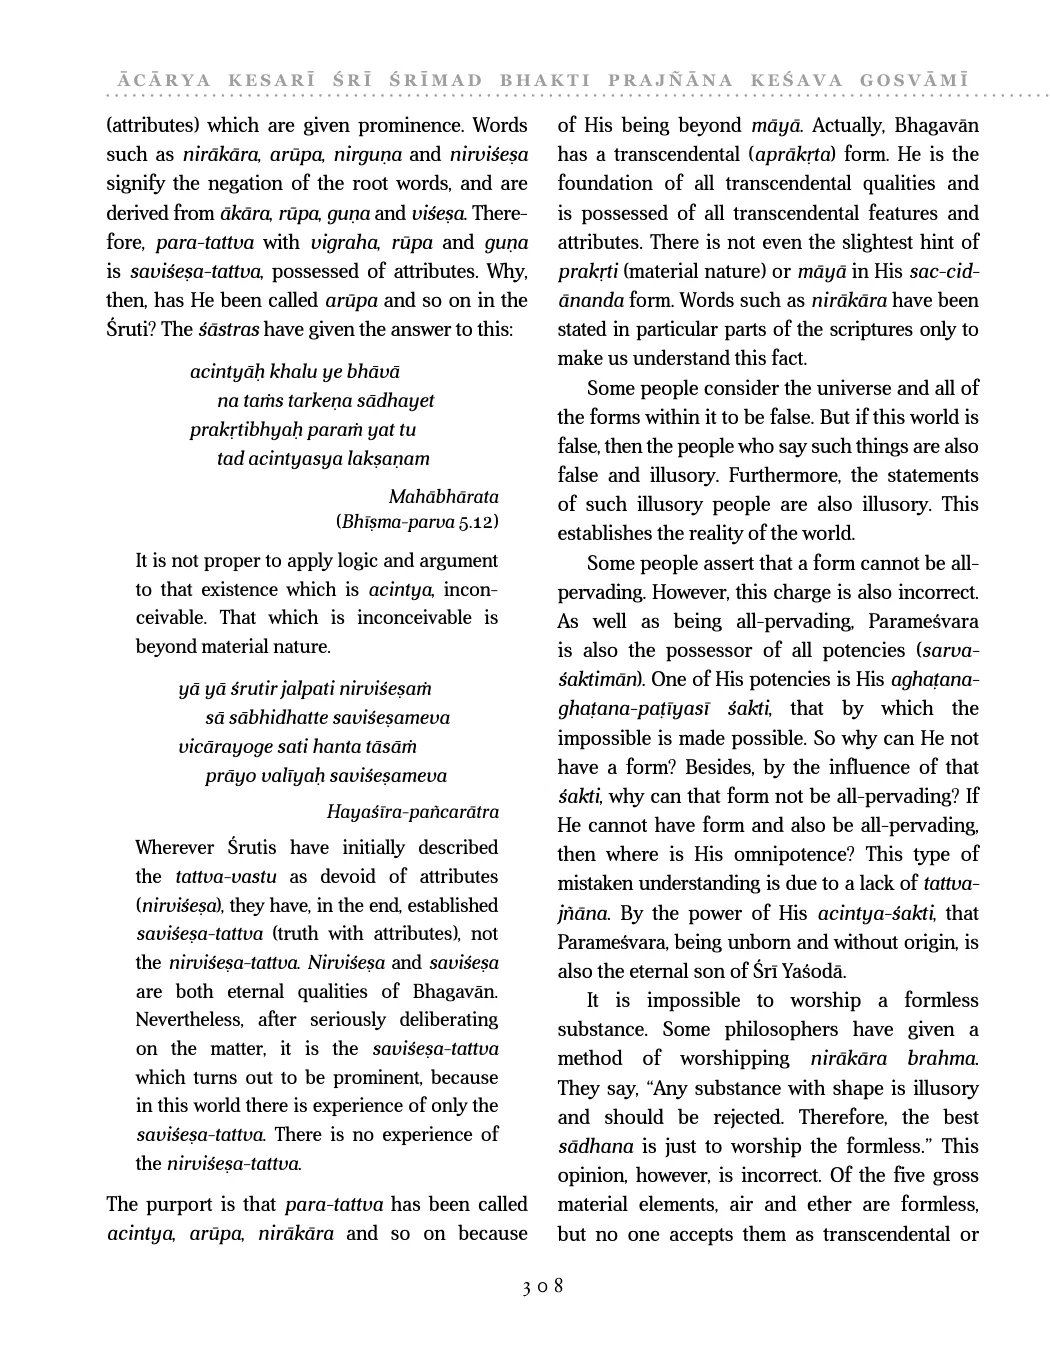 ĀCĀRYA KESARĪ ŚRĪ ŚRĪMAD BHAKTI PRAJÑĀNA KEŚAVA GOSVĀMĪ
(attributes) which are given prominence. Words
such as nirākāra, arūpa, nirguṇa and nirviśeṣa
signify the negation of the root words, and are
derived from ākāra, rūpa, guṇa and viśeṣa. There-
fore, para-tattva with vigraha, rūpa and guṇa
is saviśeṣa-tattva, possessed of attributes. Why,
then, has He been called arūpa and so on in the
Śruti? The śāstras have given the answer to this:
acintyāḥ khalu ye bhāvā
na taṁs tarkeṇa sādhayet
prakṛtibhyaḥ paraṁ yat tu
tad acintyasya lakṣaṇam
Mahābhārata
(Bhīṣma-parva 5.12)
It is not proper to apply logic and argument
to that existence which is acintya, incon-
ceivable. That which is inconceivable is
beyond material nature.
yā yā śrutir jalpati nirviśeṣaṁ
sā sābhidhatte saviśeṣameva
vicārayoge sati hanta tāsāṁ
prāyo valīyaḥ saviśeṣameva
Hayaśīra-pañcarātra
Wherever Śrutis have initially described
the tattva-vastu as devoid of attributes
(nirviśeṣa), they have, in the end, established
saviśeṣa-tattva (truth with attributes), not
the nirviśeṣa-tattva. Nirviśeṣa and saviśeṣa
are both eternal qualities of Bhagavān.
Nevertheless, after seriously deliberating
on the matter, it is the saviśeṣa-tattva
which turns out to be prominent, because
in this world there is experience of only the
saviśeṣa-tattva. There is no experience of
the nirviśeṣa-tattva.
The purport is that para-tattva has been called
acintya, arūpa, nirākāra and so on because
of His being beyond māyā. Actually, Bhagavān
has a transcendental (aprākṛta) form. He is the
foundation of all transcendental qualities and
is possessed of all transcendental features and
attributes. There is not even the slightest hint of
prakṛti (material nature) or māyā in His sac-cid-
ānanda form. Words such as nirākāra have been
stated in particular parts of the scriptures only to
make us understand this fact.
Some people consider the universe and all of
the forms within it to be false. But if this world is
false, then the people who say such things are also
false and illusory. Furthermore, the statements
of such illusory people are also illusory. This
establishes the reality of the world.
Some people assert that a form cannot be all-
pervading. However, this charge is also incorrect.
As well as being all-pervading, Parameśvara
is also the possessor of all potencies (sarva-
śaktimān). One of His potencies is His aghaṭana-
ghaṭana-paṭīyasī śakti, that by which the
impossible is made possible. So why can He not
have a form? Besides, by the influence of that
śakti, why can that form not be all-pervading? If
He cannot have form and also be all-pervading,
then where is His omnipotence? This type of
mistaken understanding is due to a lack of tattva-
jñāna. By the power of His acintya-śakti, that
Parameśvara, being unborn and without origin, is
also the eternal son of Śrī Yaśodā.
It is impossible to worship a formless
substance. Some philosophers have given a
method of worshipping nirākāra brahma.
They say, “Any substance with shape is illusory
and should be rejected. Therefore, the best
sādhana is just to worship the formless.” This
opinion, however, is incorrect. Of the five gross
material elements, air and ether are formless,
but no one accepts them as transcendental or
308